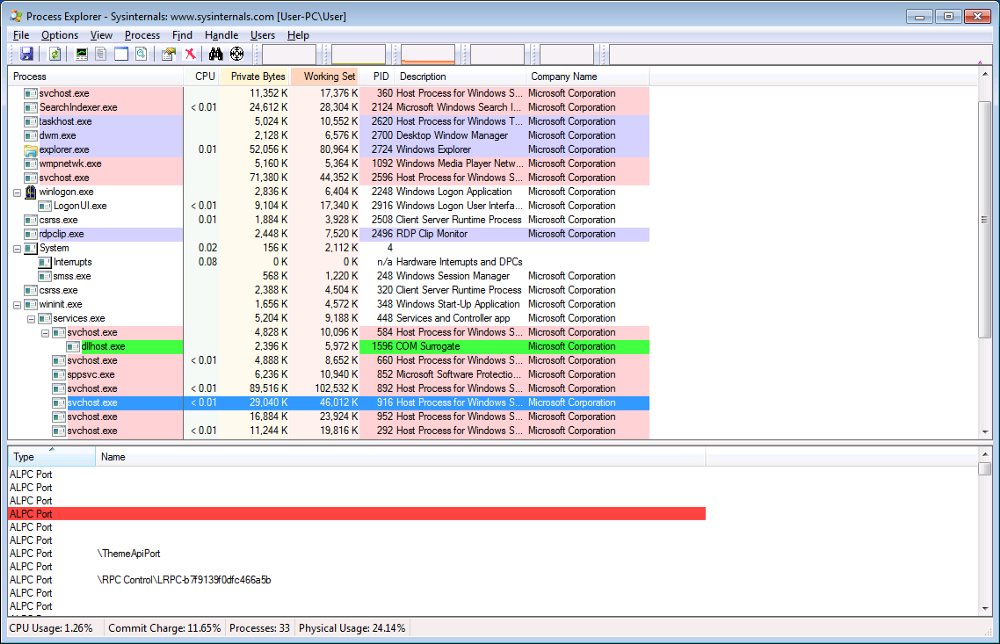 Process Explorer - Sysinternals: www.sysinternals.com [User-PC\User]
File Options View Process Find Handle Users Help
Process CPU Private Bytes Working Set PID Description Company Name
svchost.exe 11,352 K 17,376 K 360 Host Process for Windows S... Microsoft Corporation
SearchIndexer.exe < 0.01 24,612 K 28,304 K 2124 Microsoft Windows Search I... Microsoft Corporation
taskhost.exe 5,024 K 10,552 K 2620 Host Process for Windows T... Microsoft Corporation
dwm.exe 2,128 K 6,576 K 2700 Desktop Window Manager Microsoft Corporation
explorer.exe 0.01 52,056 K 80,964 K 2724 Windows Explorer Microsoft Corporation
wmpnetwk.exe 5,160 K 5,364 K 1092 Windows Media Player Netw... Microsoft Corporation
svchost.exe 71,380 K 44,352 K 2596 Host Process for Windows S... Microsoft Corporation
winlogon.exe 2,836 K 6,404 K 2248 Windows Logon Application Microsoft Corporation
LogonUI.exe < 0.01 9,104 K 17,340 K 2916 Windows Logon User Interfa... Microsoft Corporation
csrss.exe 0.01 1,884 K 3,928 K 2508 Client Server Runtime Process Microsoft Corporation
rdpclip.exe 2,448 K 7,520 K 2496 RDP Clip Monitor Microsoft Corporation
System 0.02 156 K 2,112 K 4
Interrupts 0.08 0 K 0 K n/a Hardware Interrupts and DPCs
smss.exe 568 K 1,220 K 248 Windows Session Manager Microsoft Corporation
csrss.exe 2,388 K 4,504 K 320 Client Server Runtime Process Microsoft Corporation
wininit.exe 1,656 K 4,572 K 348 Windows Start-Up Application Microsoft Corporation
services.exe 5,204 K 9,188 K 448 Services and Controller app Microsoft Corporation
svchost.exe 4,828 K 10,096 K 584 Host Process for Windows S... Microsoft Corporation
dllhost.exe 2,396 K 5,972 K 1596 COM Surrogate Microsoft Corporation
svchost.exe < 0.01 4,888 K 8,652 K 660 Host Process for Windows S... Microsoft Corporation
sppsvc.exe 6,236 K 10,940 K 852 Microsoft Software Protectio... Microsoft Corporation
svchost.exe < 0.01 89,516 K 102,532 K 892 Host Process for Windows S... Microsoft Corporation
svchost.exe < 0.01 29,040 K 46,012 K 916 Host Process for Windows S... Microsoft Corporation
svchost.exe 16,884 K 23,924 K 952 Host Process for Windows S... Microsoft Corporation
svchost.exe < 0.01 11,244 K 19,816 K 292 Host Process for Windows S... Microsoft Corporation
Type Name
ALPC Port
ALPC Port
ALPC Port
ALPC Port
ALPC Port
ALPC Port
ALPC Port \ThemeApiPort
ALPC Port
ALPC Port \RPC Control\LRPC-b7f9139f0dfc466a5b
ALPC Port
ALPC Port
CPU Usage: 1.26% Commit Charge: 11.65% Processes: 33 Physical Usage: 24.14%